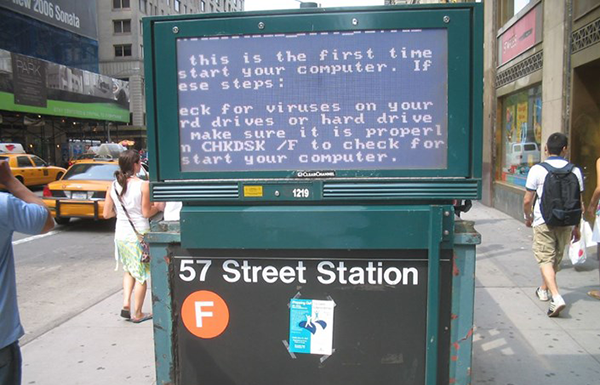 new 2006 Sonata
PARK
this is the first time
start your computer. If
ese steps:
eck for viruses on your
rd drives or hard drive
make sure it is properl
n CHKDSK /F to check for
start your computer.
CLEARCHANNEL
1219
57 Street Station
F